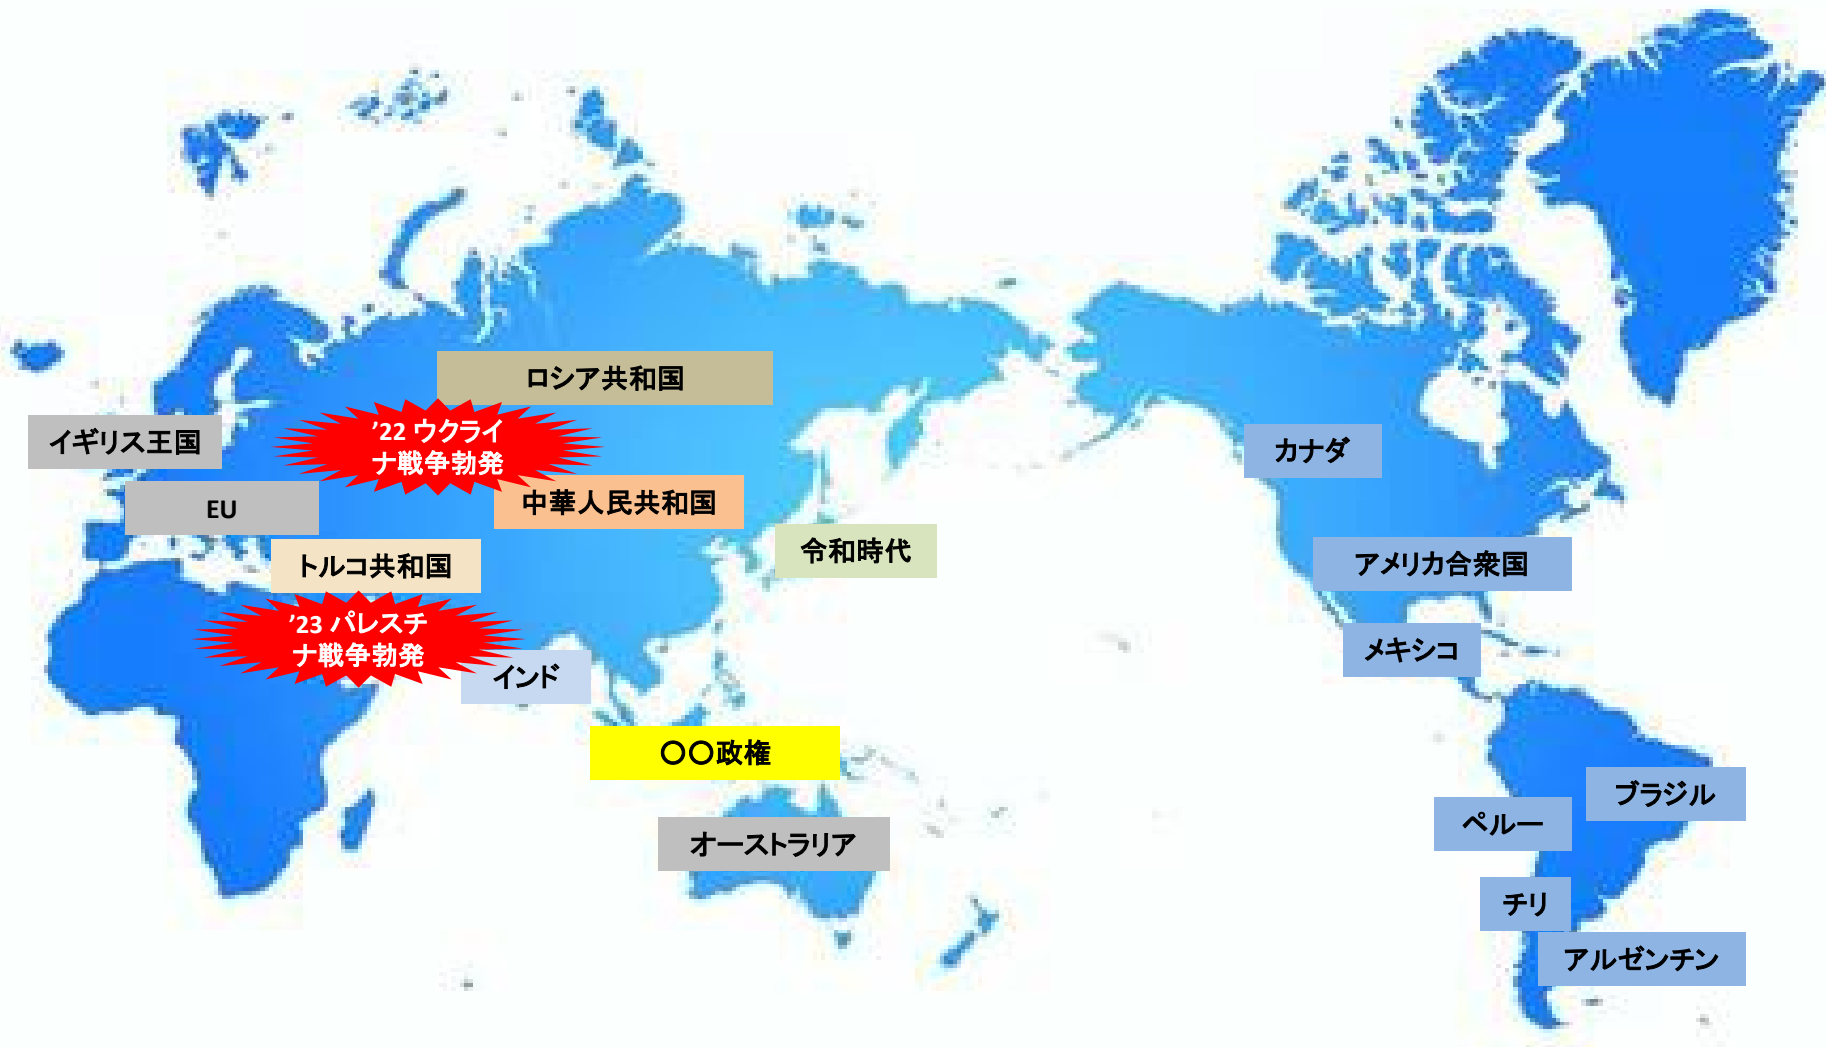 ロシア共和国
イギリス王国
’22 ウクライ
ナ戦争勃発
カナダ
EU
中華人民共和国
令和時代
トルコ共和国
アメリカ合衆国
’23 パレスチ
ナ戦争勃発
インド
メキシコ
〇〇政権
ブラジル
ペルー
オーストラリア
チリ
アルゼンチン